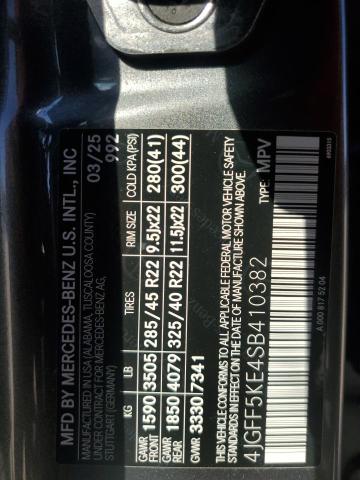 MFD BY MERCEDES-BENZ U.S. INTL., INC
MANUFACTURED IN USA (ALABAMA, TUSCALOOSA COUNTY)
UNDER CONTRACT FOR MERCEDES-BENZ AG,
STUTTGART (GERMANY)
03/25
992
KG LB TIRES RIM SIZE COLD KPA (PSI)
GAWR FRONT 1590 3505 285/45 R22 9.5Jx22 280(41)
GAWR REAR 1850 4079 325/40 R22 11.5Jx22 300(44)
GVWR 3330 7341
THIS VEHICLE CONFORMS TO ALL APPLICABLE FEDERAL MOTOR VEHICLE SAFETY
STANDARDS IN EFFECT ON THE DATE OF MANUFACTURE SHOWN ABOVE.
4JGFF5KE4SB410382 TYPE: MPV
A 000 817 52 04